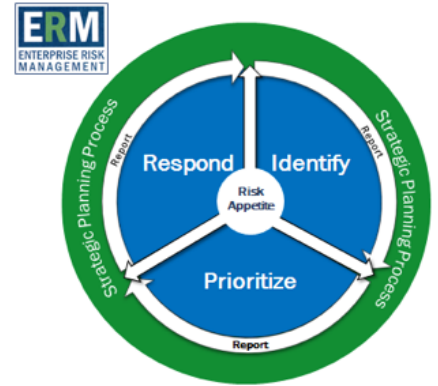 ERM
ENTERPRISE RISK
MANAGEMENT
Strategic Planning Process
Strategic Planning Process
Report
Report
Respond
Identify
Risk
Appetite
Prioritize
Report